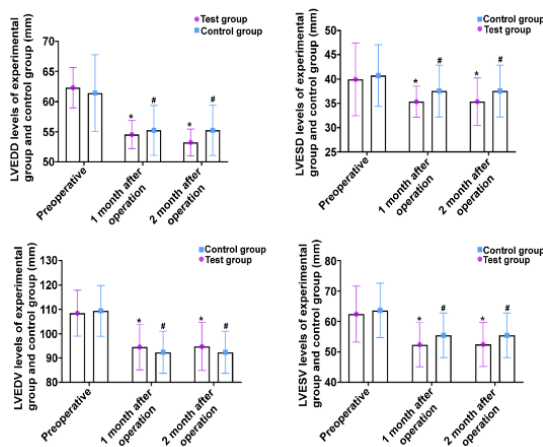 LVEDD levels of experimental
group and control group (mm)
70
65
60
55
50
Test group
Control group
*
#
*
#
Preoperative
1 month after
operation
2 month after
operation
LVESD levels of experimental
group and control group (mm)
50
45
40
35
30
25
Control group
Test group
*
#
*
#
Preoperative
1 month after
operation
2 month after
operation
LVEDV levels of experimental
group and control group (mm)
130
120
110
100
90
80
Control group
Test group
*
#
*
#
Preoperative
1 month after
operation
2 month after
operation
LVESV levels of experimental
group and control group (mm)
80
70
60
50
40
Control group
Test group
*
#
*
#
Preoperative
1 month after
operation
2 month after
operation